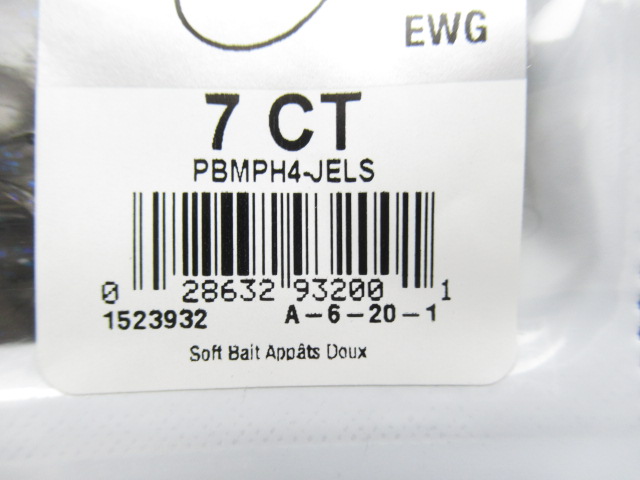 EWG
7 CT
PBMPH4-JELS
0 28632 93200 1
1523932 A-6-20-1
Soft Bait Appâts Doux